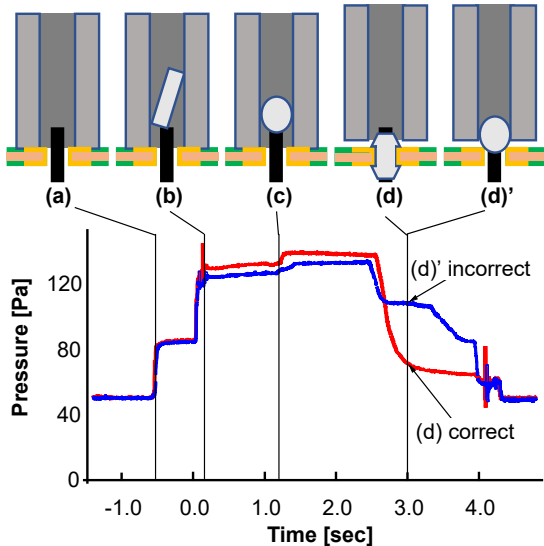 (a) (b) (c) (d) (d)'
Pressure [Pa]
120
80
40
0
(d)' incorrect
(d) correct
-1.0 0.0 1.0 2.0 3.0 4.0
Time [sec]